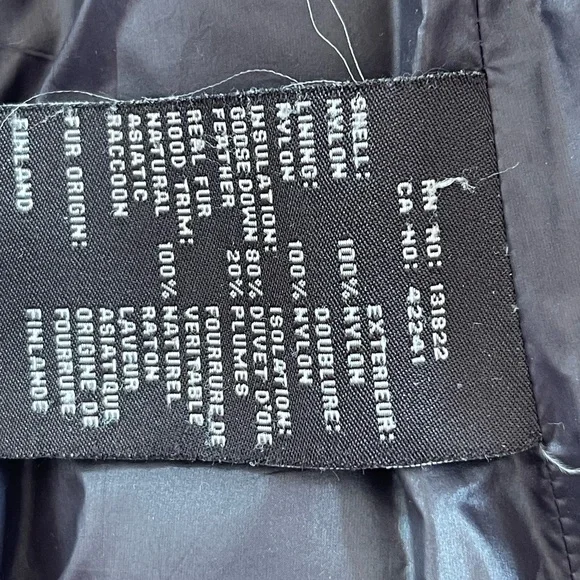 RN NO: 131822
CA NO: 42241
SHELL: EXTERIEUR:
NYLON 100% NYLON
LINING: DOUBLURE:
NYLON 100% NYLON
INSULATION: ISOLATION:
GOOSE DOWN 80% DUVET D'OIE
FEATHER 20% PLUMES
REAL FUR FOURRURE DE
HOOD TRIM: VERITABLE
NATURAL 100% NATUREL
ASIATIC RATON
RACCOON LAVEUR
ASIATIQUE
FUR ORIGIN: ORIGINE DE
FOURRURE:
FINLAND FINLANDE